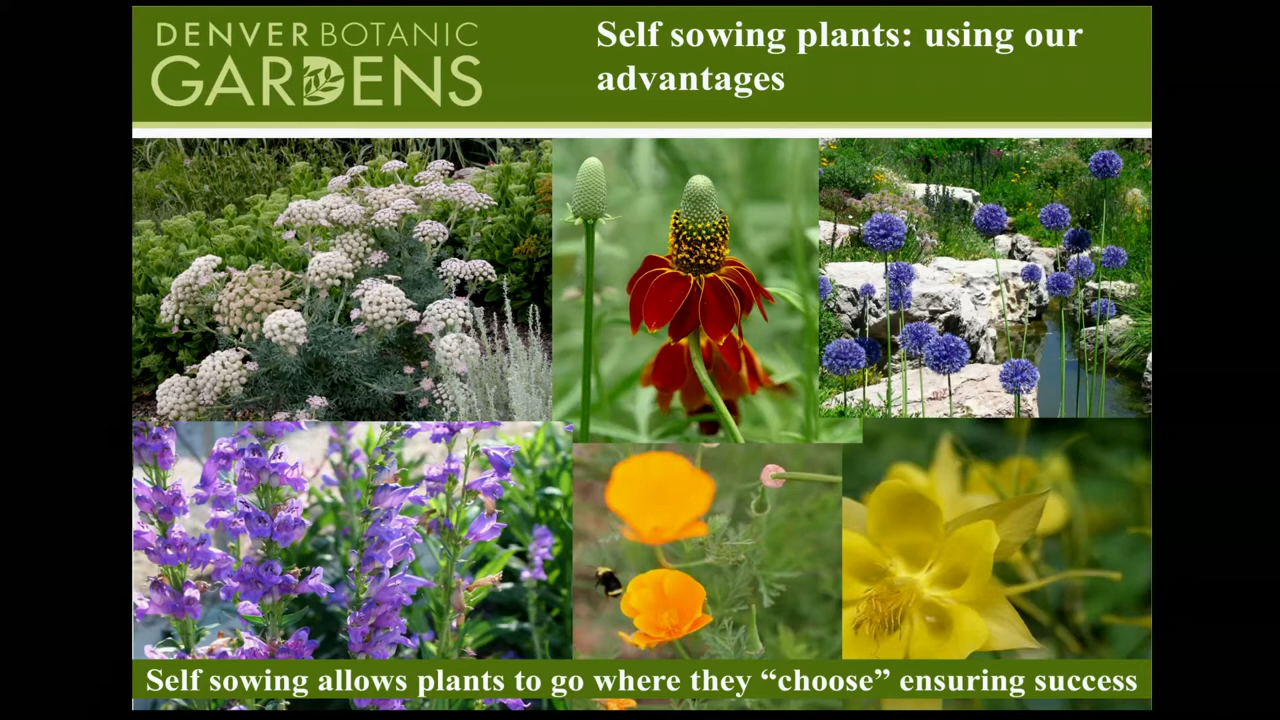 DENVER BOTANIC
GARDENS
Self sowing plants: using our
advantages
Self sowing allows plants to go where they “choose” ensuring success